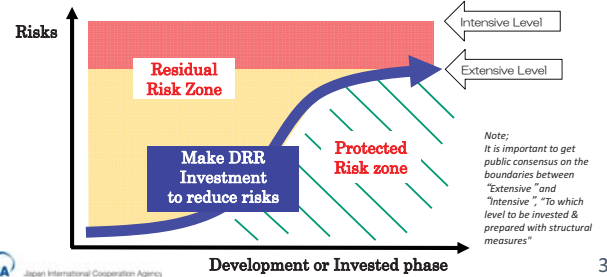 Risks
Intensive Level
Extensive Level
Residual
Risk Zone
Make DRR
Investment
to reduce risks
Protected
Risk zone
Note;
It is important to get
public consensus on the
boundaries between
“Extensive” and
“Intensive”, “To which
level to be invested &
prepared with structural
measures"
Development or Invested phase
A
Japan International Cooperation Agency
3